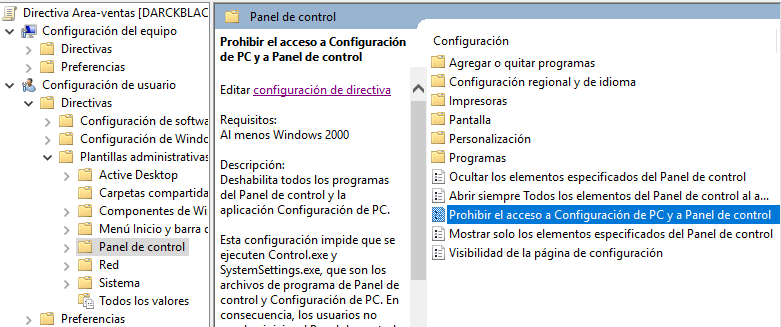 Directiva Area-ventas [DARCKBLAC
Configuración del equipo
Directivas
Preferencias
Configuración de usuario
Directivas
Configuración de softwa
Configuración de Windo
Plantillas administrativas
Active Desktop
Carpetas compartida
Componentes de Wi
Menú Inicio y barra d
Panel de control
Red
Sistema
Todos los valores
Preferencias
Panel de control
Prohibir el acceso a Configuración
de PC y a Panel de control
Editar configuración de directiva
Requisitos:
Al menos Windows 2000
Descripción:
Deshabilita todos los programas
del Panel de control y la
aplicación Configuración de PC.
Esta configuración impide que se
ejecuten Control.exe y
SystemSettings.exe, que son los
archivos de programa de Panel de
control y Configuración de PC. En
consecuencia, los usuarios no
Configuración
Agregar o quitar programas
Configuración regional y de idioma
Impresoras
Pantalla
Personalización
Programas
Ocultar los elementos especificados del Panel de control
Abrir siempre Todos los elementos del Panel de control al a...
Prohibir el acceso a Configuración de PC y a Panel de control
Mostrar solo los elementos especificados del Panel de control
Visibilidad de la página de configuración